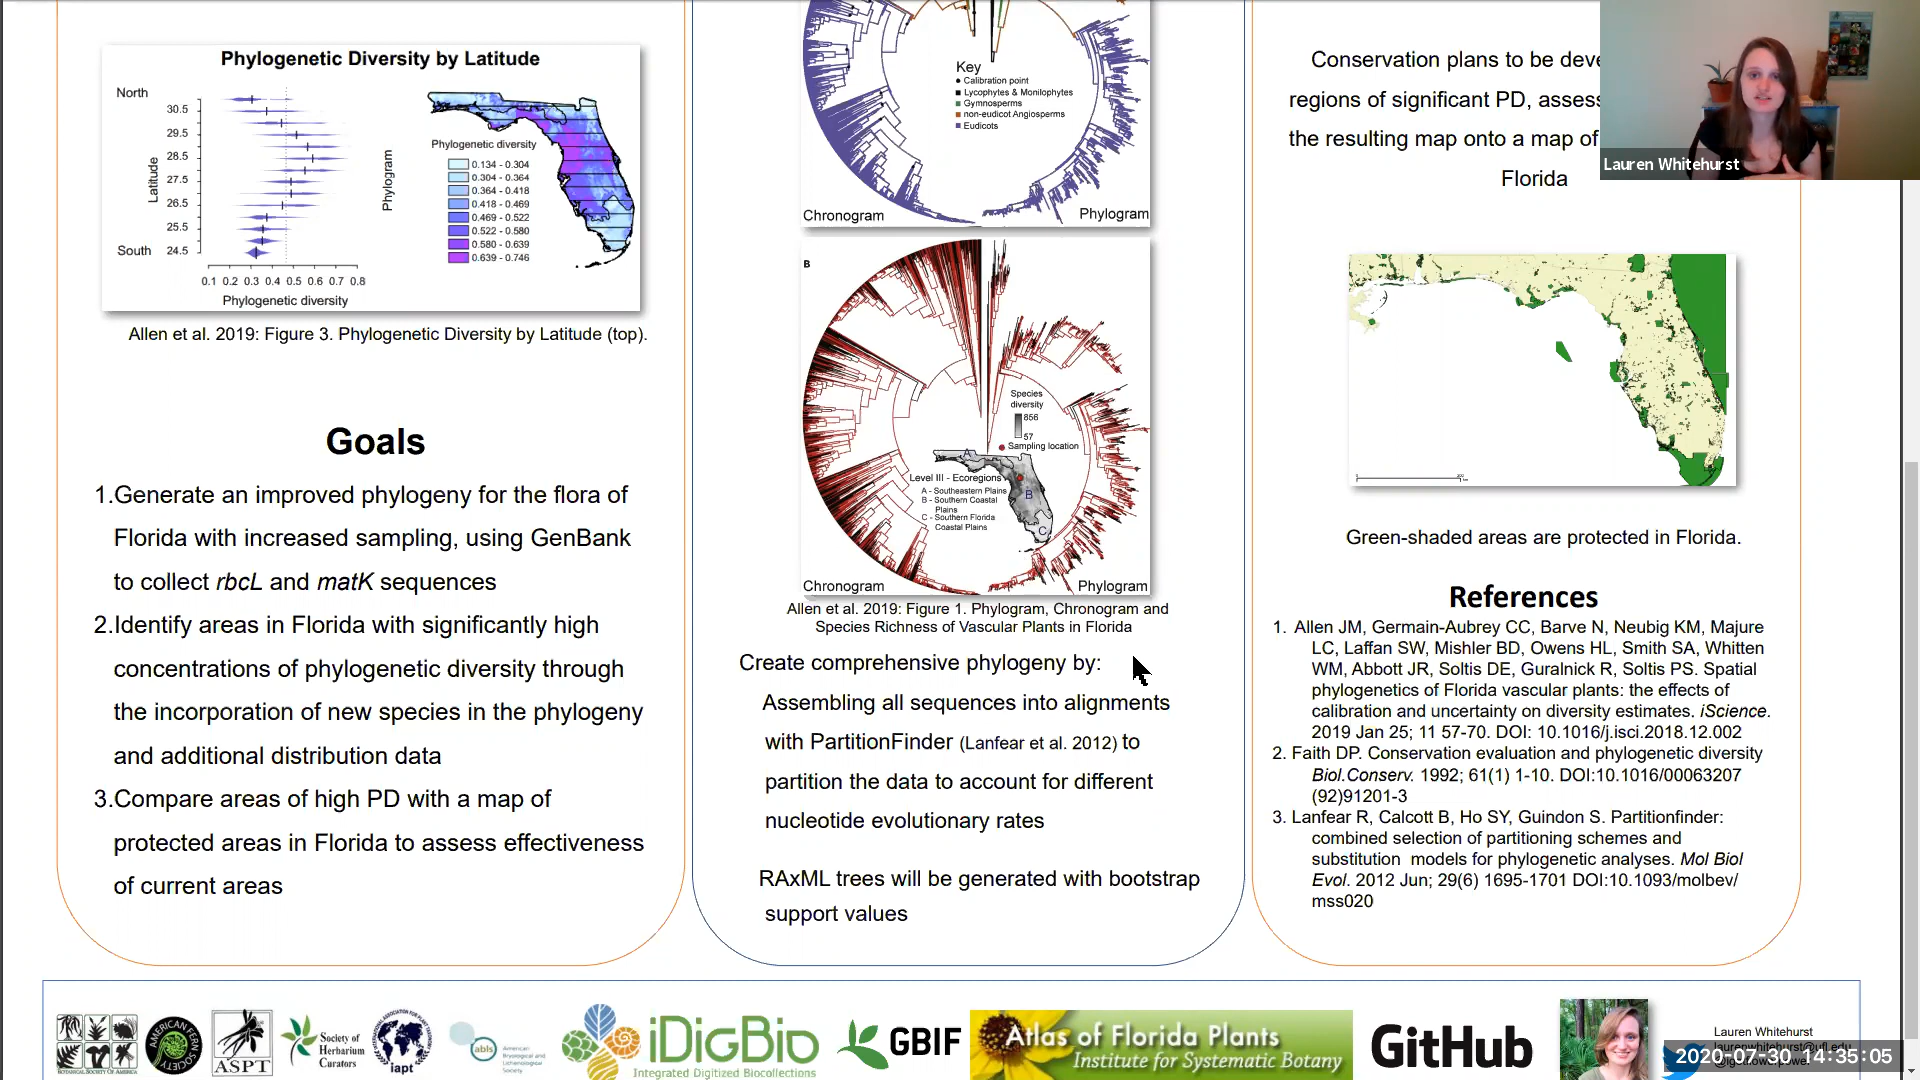 Phylogenetic Diversity by Latitude
North
30.5
29.5
28.5
27.5
26.5
25.5
24.5
South
Latitude
0.1 0.2 0.3 0.4 0.5 0.6 0.7 0.8
Phylogenetic diversity
Phylogram
Phylogenetic diversity
0.134 - 0.304
0.304 - 0.364
0.364 - 0.418
0.418 - 0.469
0.469 - 0.522
0.522 - 0.580
0.580 - 0.639
0.639 - 0.746
Allen et al. 2019: Figure 3. Phylogenetic Diversity by Latitude (top).
Goals
1.Generate an improved phylogeny for the flora of
Florida with increased sampling, using GenBank
to collect rbcL and matK sequences
2.Identify areas in Florida with significantly high
concentrations of phylogenetic diversity through
the incorporation of new species in the phylogeny
and additional distribution data
3.Compare areas of high PD with a map of
protected areas in Florida to assess effectiveness
of current areas
Key
Calibration point
Lycophytes & Monilophytes
Gymnosperms
non-eudicot Angiosperms
Eudicots
Chronogram
Phylogram
B
Species
diversity
856
57
Sampling location
Level III - Ecoregions
A - Southeastern Plains
B - Southern Coastal
Plains
C - Southern Florida
Coastal Plains
A
B
C
Chronogram
Phylogram
Allen et al. 2019: Figure 1. Phylogram, Chronogram and
Species Richness of Vascular Plants in Florida
Create comprehensive phylogeny by:
Assembling all sequences into alignments
with PartitionFinder (Lanfear et al. 2012) to
partition the data to account for different
nucleotide evolutionary rates
RAxML trees will be generated with bootstrap
support values
Conservation plans to be
regions of significant PD,
the resulting map onto a map of
Florida
Lauren Whitehurst
Green-shaded areas are protected in Florida.
References
1. Allen JM, Germain-Aubrey CC, Barve N, Neubig KM, Majure
LC, Laffan SW, Mishler BD, Owens HL, Smith SA, Whitten
WM, Abbott JR, Soltis DE, Guralnick R, Soltis PS. Spatial
phylogenetics of Florida vascular plants: the effects of
calibration and uncertainty on diversity estimates. iScience.
2019 Jan 25; 11 57-70. DOI: 10.1016/j.isci.2018.12.002
2. Faith DP. Conservation evaluation and phylogenetic diversity
Biol.Conserv. 1992; 61(1) 1-10. DOI:10.1016/00063207
(92)91201-3
3. Lanfear R, Calcott B, Ho SY, Guindon S. Partitionfinder:
combined selection of partitioning schemes and
substitution models for phylogenetic analyses. Mol Biol
Evol. 2012 Jun; 29(6) 1695-1701 DOI:10.1093/molbev/
mss020
BOTANICAL SOCIETY OF AMERICA
AMERICAN FERN SOCIETY
ASPT
Society of
Herbarium
Curators
INTERNATIONAL ASSOCIATION FOR PLANT TAXONOMY
iapt
abls
American
Bryological and
Lichenological
Society
iDigBio
Integrated Digitized Biocollections
GBIF
Atlas of Florida Plants
Institute for Systematic Botany
GitHub
Lauren Whitehurst
2020-07-30 14:35:05